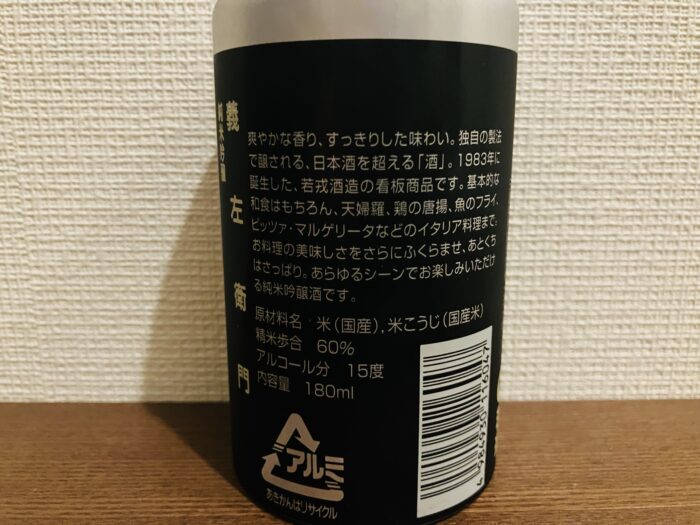 義左衛門
純米吟醸
爽やかな香り、すっきりした味わい。独自の製法
で醸される、日本酒を超える「酒」。1983年に
誕生した、若戎酒造の看板商品です。基本的な
和食はもちろん、天婦羅、鶏の唐揚、魚のフライ、
ピッツァ・マルゲリータなどのイタリア料理まで。
お料理の美味しさをさらにふくらませ、あとくち
はさっぱり。あらゆるシーンでお楽しみいただけ
る純米吟醸酒です。
原材料名 米(国産),米こうじ(国産米)
精米歩合 60%
アルコール分 15度
内容量 180ml
アルミ
あきかんはリサイクル
4984930116047